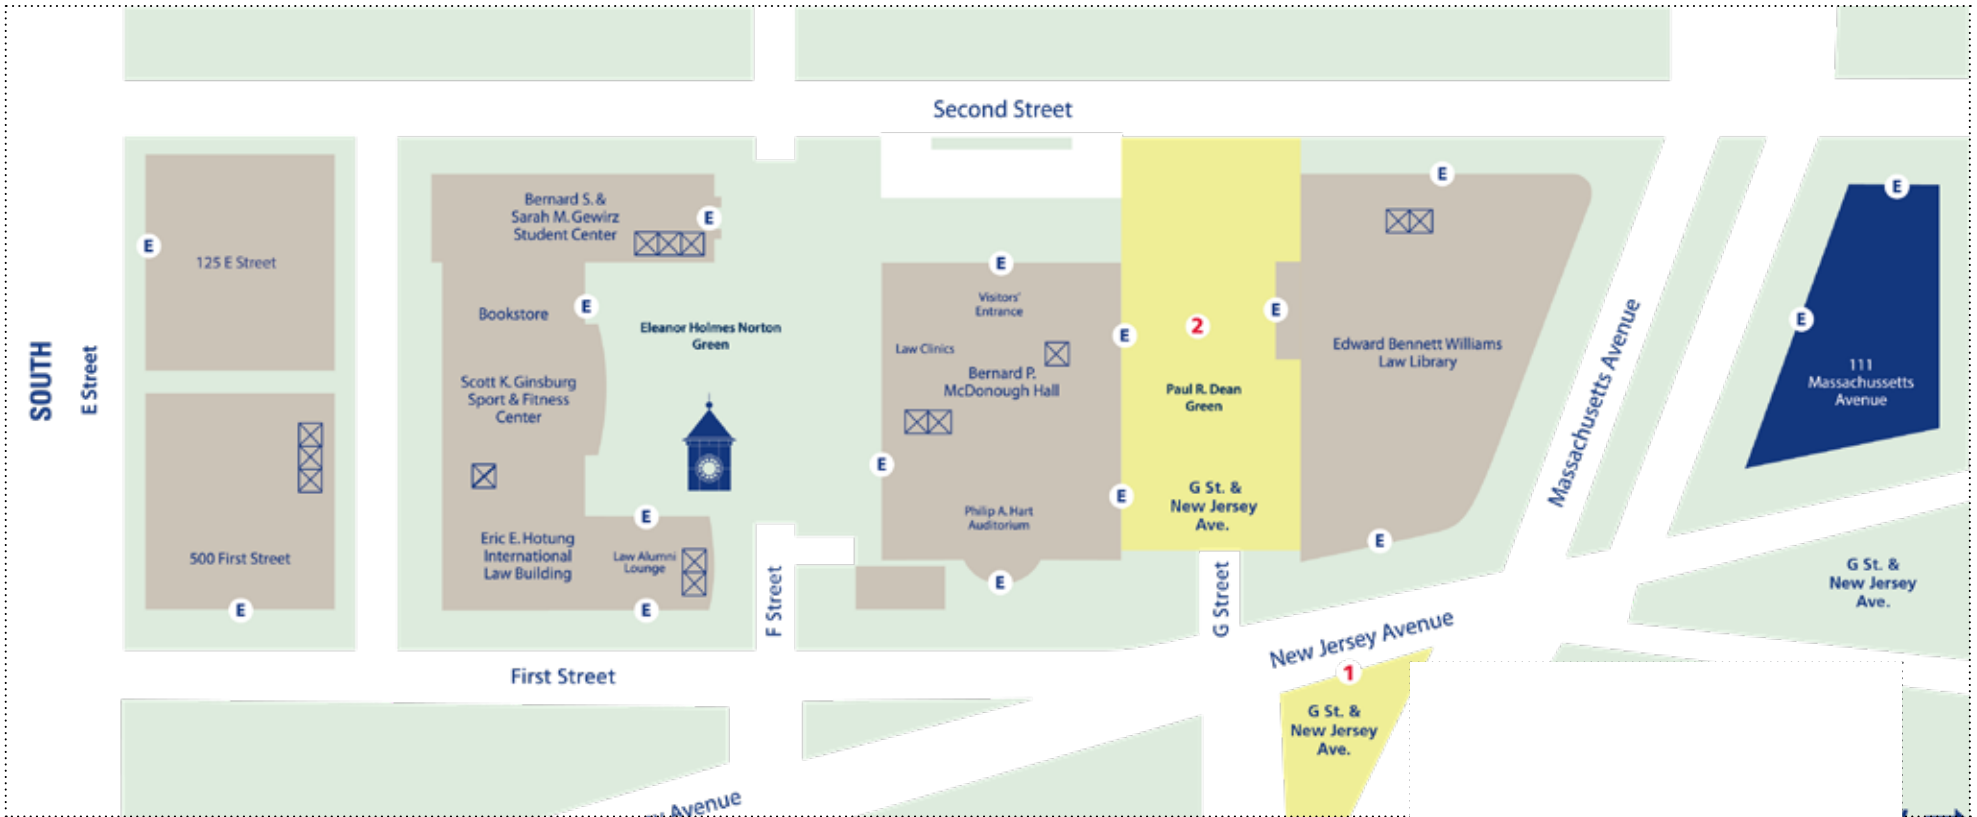 Second Street
SOUTH
E Street
E
125 E Street
500 First Street
E
Bernard S. &
Sarah M. Gewirz
Student Center
E
Bookstore
E
Scott K. Ginsburg
Sport & Fitness
Center
Eleanor Holmes Norton
Green
E
Eric E. Hotung
International
Law Building
Law Alumni
Lounge
E
F Street
First Street
E
Visitors'
Entrance
Law Clinics
Bernard P.
McDonough Hall
E
Philip A. Hart
Auditorium
E
E
E
2
Paul R. Dean
Green
G St. &
New Jersey
Ave.
G Street
E
E
Edward Bennett Williams
Law Library
E
Massachusetts Avenue
E
E
111
Massachussetts
Avenue
G St. &
New Jersey
Ave.
New Jersey Avenue
1
G St. &
New Jersey
Ave.
Avenue